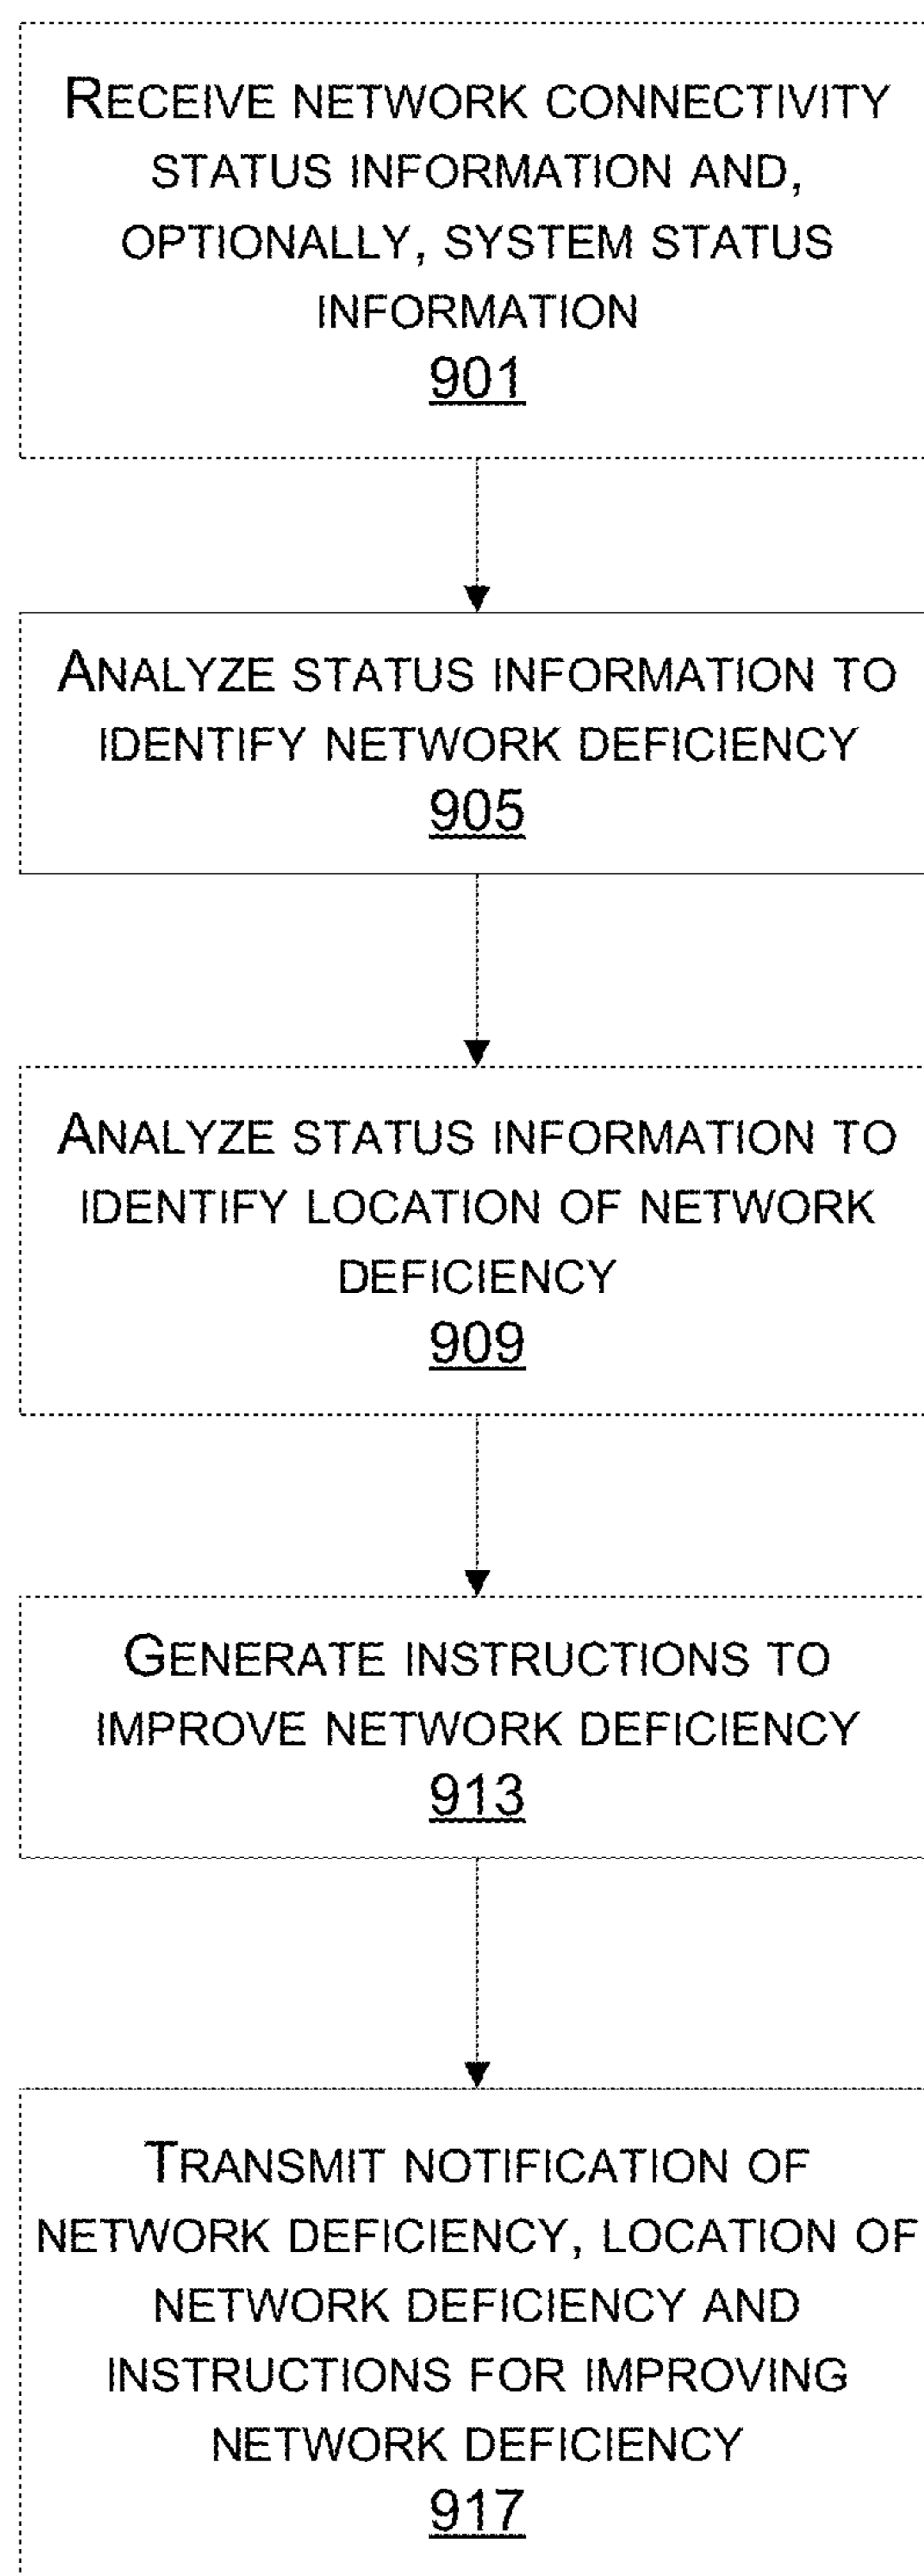 RECEIVE NETWORK CONNECTIVITY
STATUS INFORMATION AND,
OPTIONALLY, SYSTEM STATUS
INFORMATION
901
ANALYZE STATUS INFORMATION TO
IDENTIFY NETWORK DEFICIENCY
905
ANALYZE STATUS INFORMATION TO
IDENTIFY LOCATION OF NETWORK
DEFICIENCY
909
GENERATE INSTRUCTIONS TO
IMPROVE NETWORK DEFICIENCY
913
TRANSMIT NOTIFICATION OF
NETWORK DEFICIENCY, LOCATION OF
NETWORK DEFICIENCY AND
INSTRUCTIONS FOR IMPROVING
NETWORK DEFICIENCY
917